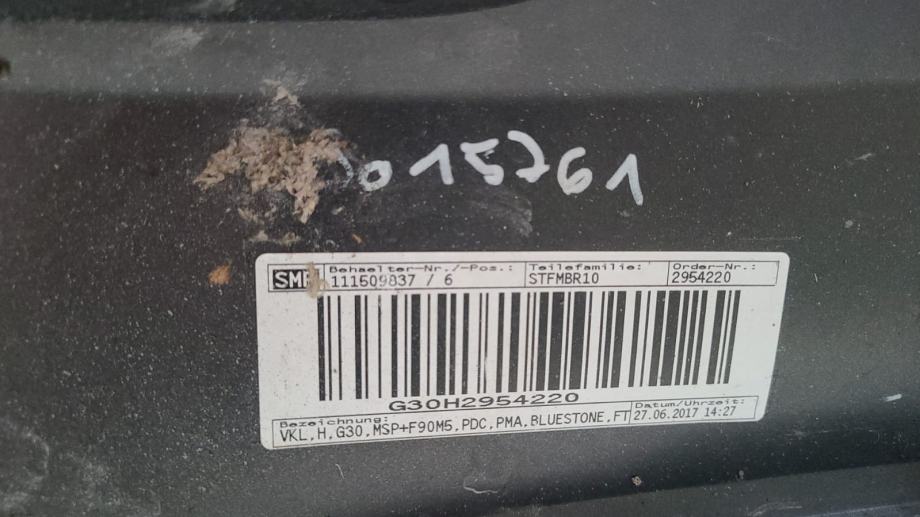 015761
SMP Behaelter-Nr./-Pos.: Teilefamilie: Order-Nr.:
111509837 / 6 STFMBR10 2954220
G30H2954220
Bezeichnung: Datum/Uhrzeit:
VKL,H,G30,MSP+F90M5,PDC,PMA,BLUESTONE,FT 27.06.2017 14:27